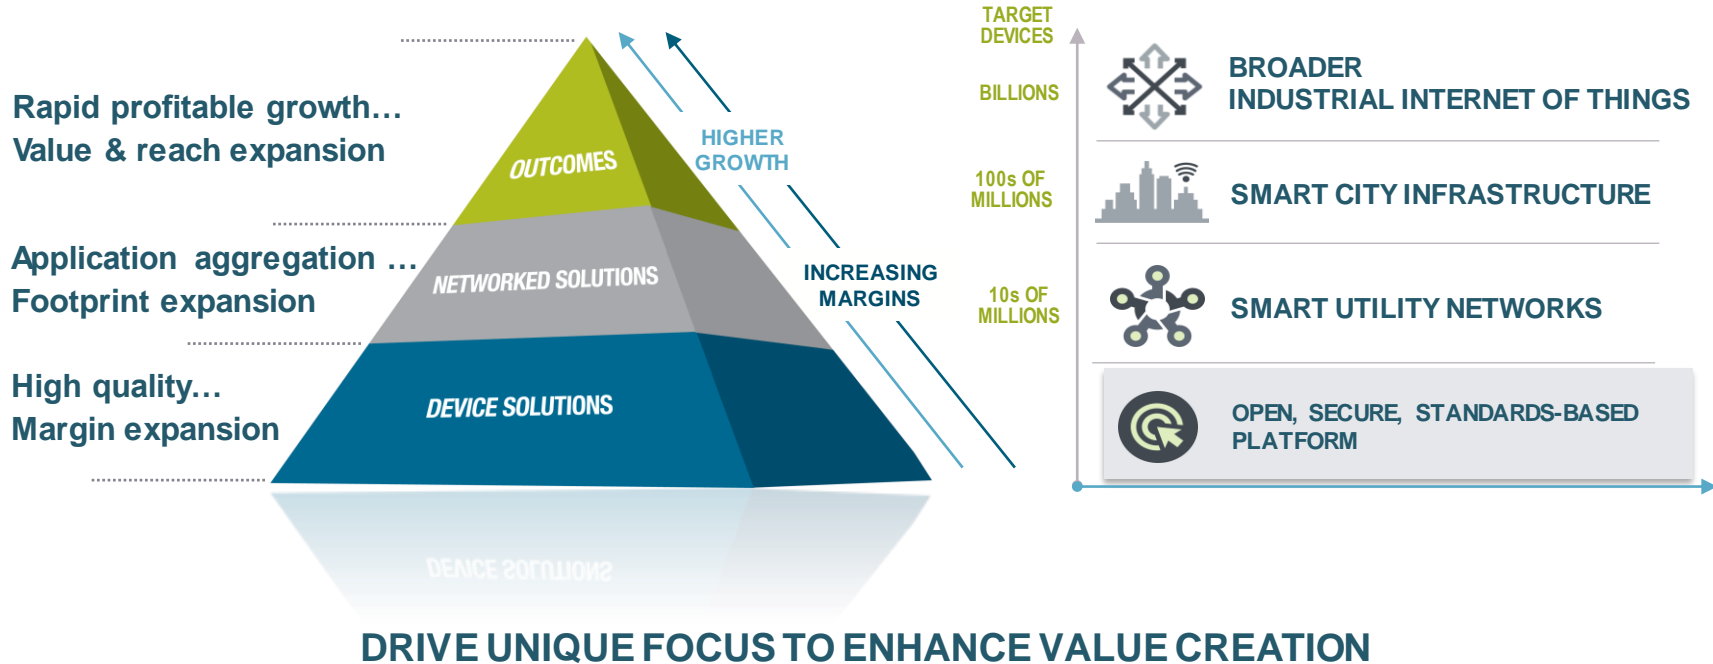 Rapid profitable growth…
Value & reach expansion
Application aggregation …
Footprint expansion
High quality…
Margin expansion
OUTCOMES
NETWORKED SOLUTIONS
DEVICE SOLUTIONS
DEVICE SOLUTIONS
HIGHER
GROWTH
INCREASING
MARGINS
TARGET
DEVICES
BILLIONS
BROADER
INDUSTRIAL INTERNET OF THINGS
100s OF
MILLIONS
SMART CITY INFRASTRUCTURE
10s OF
MILLIONS
SMART UTILITY NETWORKS
OPEN, SECURE, STANDARDS-BASED
PLATFORM
DRIVE UNIQUE FOCUS TO ENHANCE VALUE CREATION